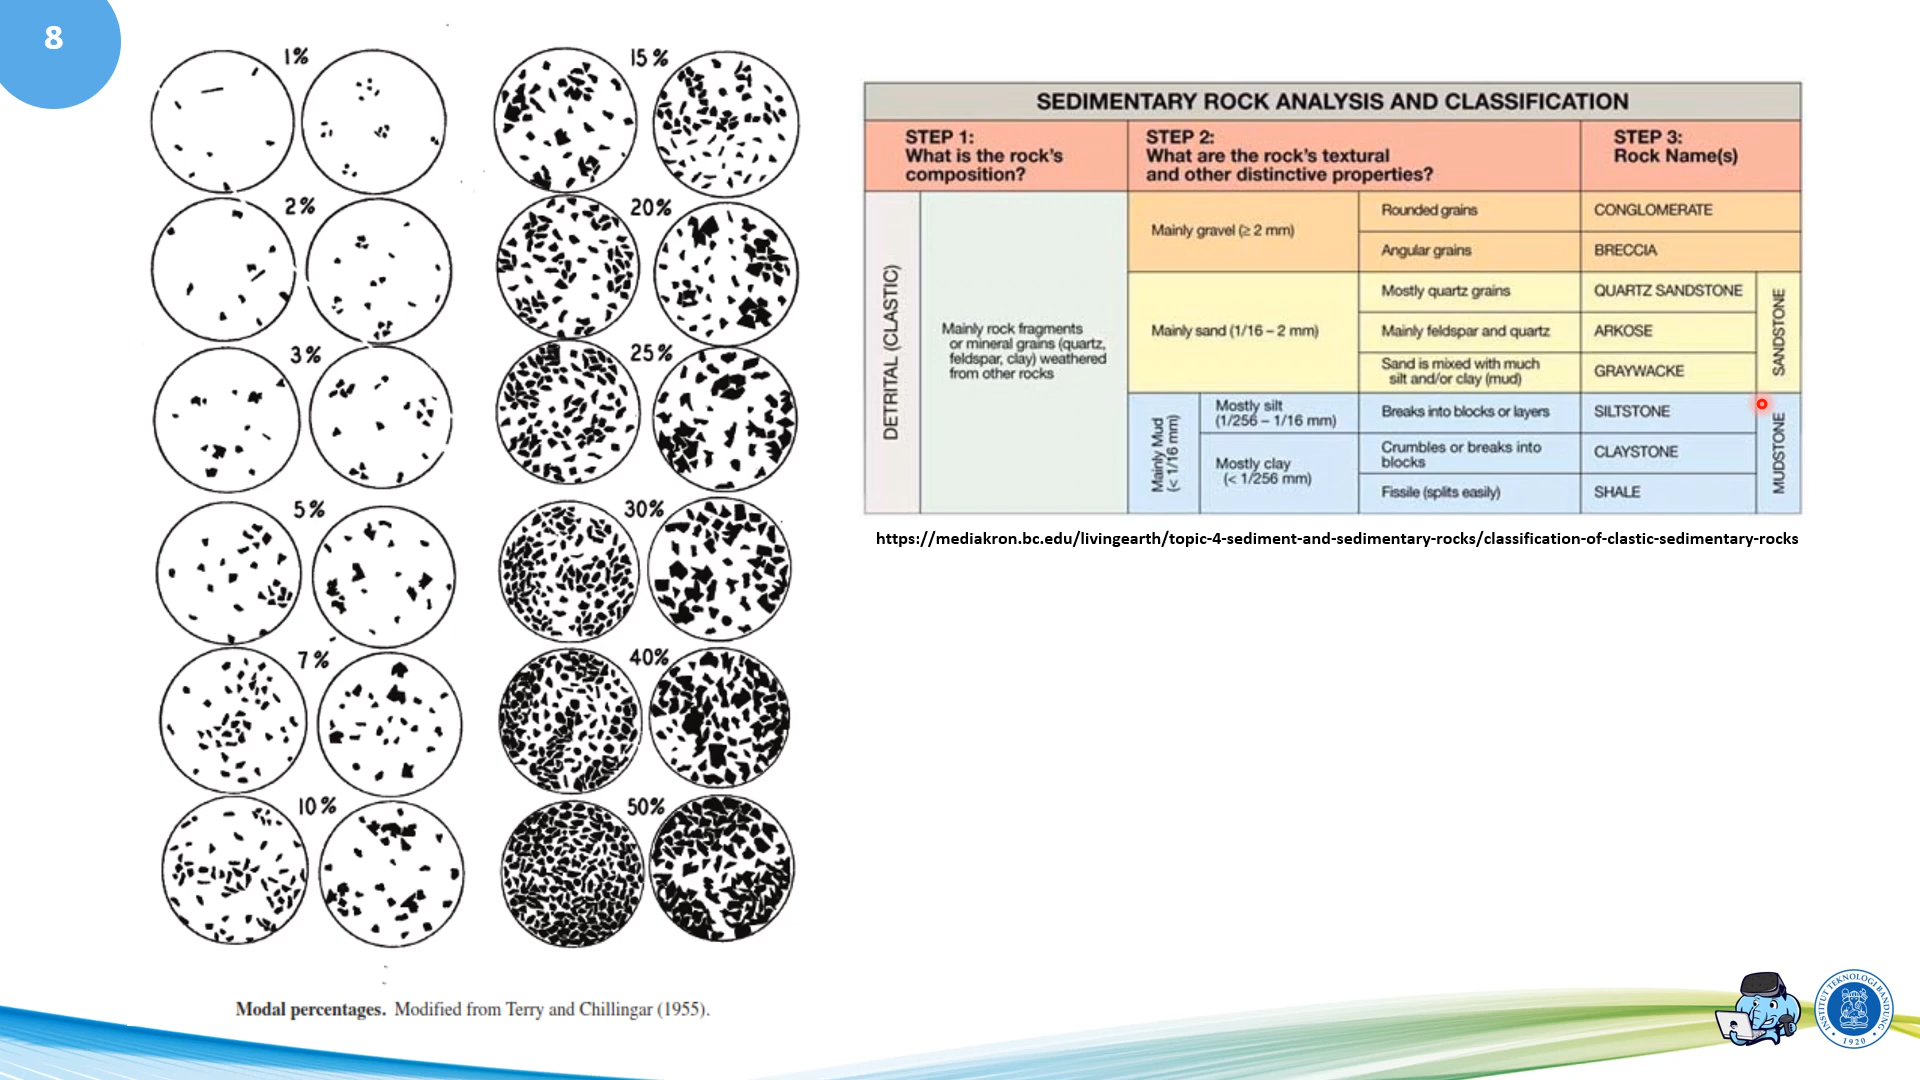 8
1%
15%
2%
20%
3%
25%
5%
30%
7%
40%
10%
50%
Modal percentages. Modified from Terry and Chillingar (1955).
SEDIMENTARY ROCK ANALYSIS AND CLASSIFICATION
STEP 1:
What is the rock's
composition?
STEP 2:
What are the rock's textural
and other distinctive properties?
STEP 3:
Rock Name(s)
DETRITAL (CLASTIC)
Mainly rock fragments
or mineral grains (quartz,
feldspar, clay) weathered
from other rocks
Mainly gravel (≥ 2 mm)
Rounded grains
CONGLOMERATE
Angular grains
BRECCIA
Mainly sand (1/16 – 2 mm)
Mostly quartz grains
QUARTZ SANDSTONE
Mainly feldspar and quartz
ARKOSE
Sand is mixed with much
silt and/or clay (mud)
GRAYWACKE
SANDSTONE
Mainly Mud
(< 1/16 mm)
Mostly silt
(1/256 – 1/16 mm)
Breaks into blocks or layers
SILTSTONE
Mostly clay
(< 1/256 mm)
Crumbles or breaks into
blocks
CLAYSTONE
Fissile (splits easily)
SHALE
MUDSTONE
https://mediakron.bc.edu/livingearth/topic-4-sediment-and-sedimentary-rocks/classification-of-clastic-sedimentary-rocks
INSTITUT TEKNOLOGI BANDUNG
1920